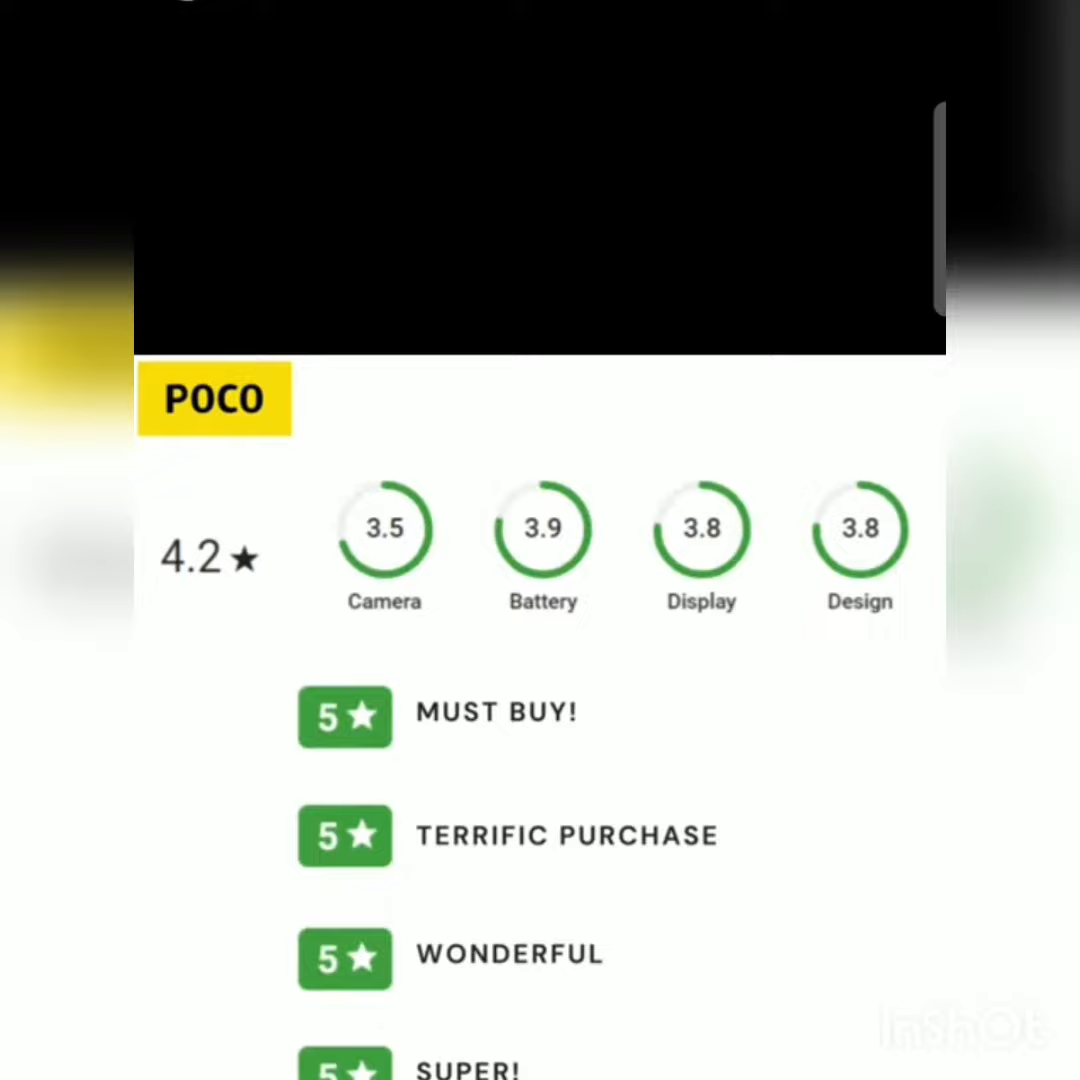 POCO
4.2 ★
3.5 3.9 3.8 3.8
Camera Battery Display Design
5 ★ MUST BUY!
5 ★ TERRIFIC PURCHASE
5 ★ WONDERFUL
5 ★ SUPER!
InShOt